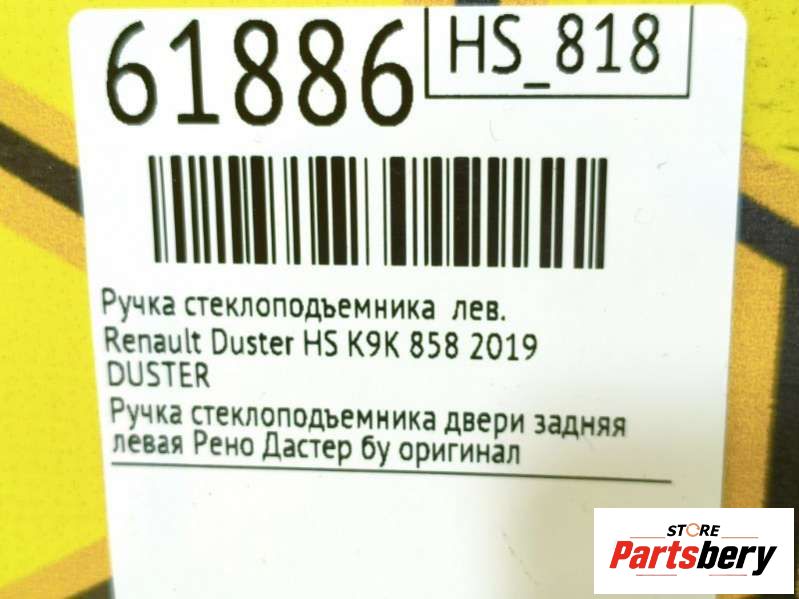 61886
HS_818
Ручка стеклоподъемника лев.
Renault Duster HS K9K 858 2019
DUSTER
Ручка стеклоподъемника двери задняя
левая Рено Дастер бу оригинал
STORE
Partsbery